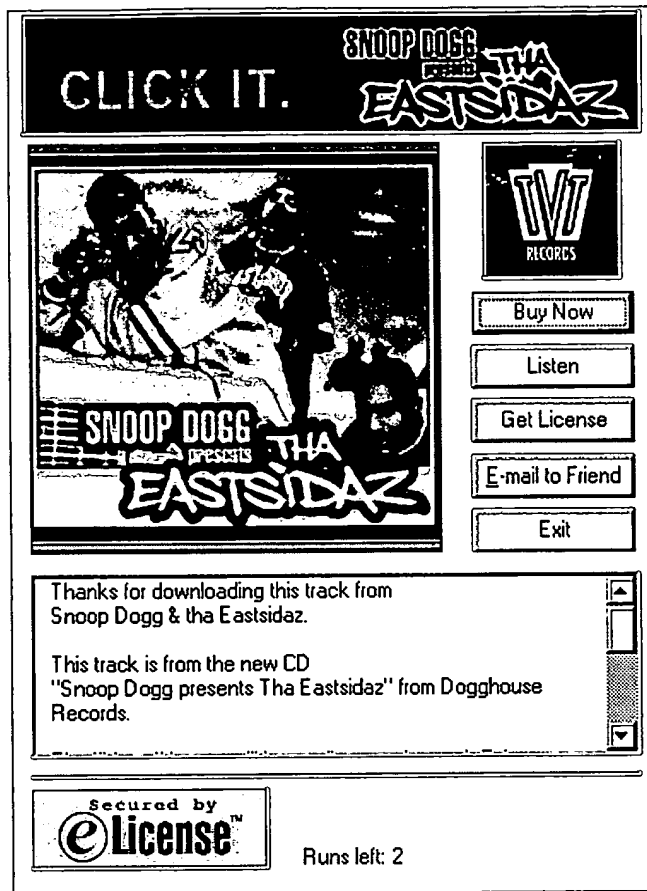 CLICK IT.
SNOOP DOGG
presents THA
EASTSIDAZ
TVT
RECORDS
Buy Now
Listen
Get License
E-mail to Friend
Exit
SNOOP DOGG
presents THA
EASTSIDAZ
Thanks for downloading this track from
Snoop Dogg & tha Eastsidaz.
This track is from the new CD
"Snoop Dogg presents Tha Eastsidaz" from Dogghouse
Records.
Secured by
eLicense™
Runs left: 2